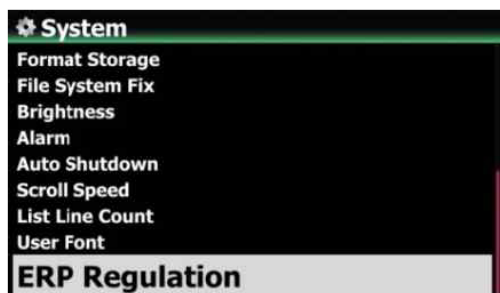 System
Format Storage
File System Fix
Brightness
Alarm
Auto Shutdown
Scroll Speed
List Line Count
User Font
ERP Regulation